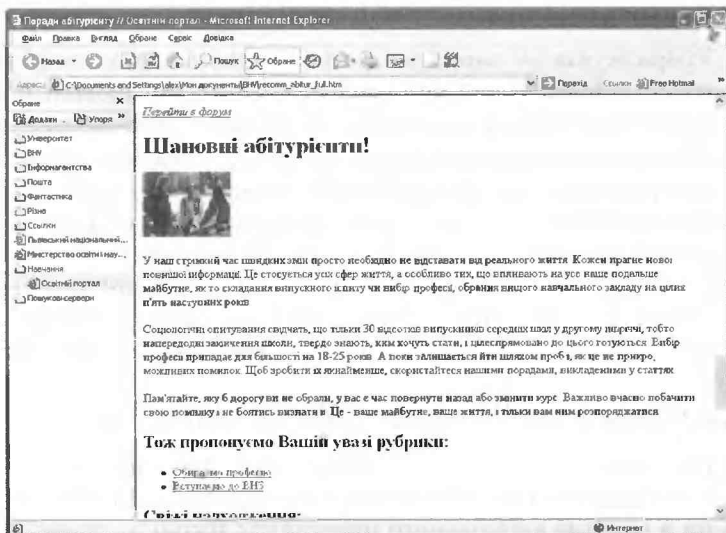 Поради абітурієнту // Освітній портал - Microsoft Internet Explorer
Файл Правка Вигляд Обране Сервіс Довідка
Назад Пошук Обране
Адреса: C:\Documents and Settings\alex\Мои документы\BHV\recomm_abitur_ful.htm Перехід Ссылки Free Hotmail
Обране
Додати... Упоря
Университет
BHV
Інформагентства
Пошта
Фантастика
Різне
Ссылки
Львівський національний...
Міністерство освіти і нау...
Навчання
Освітній портал
Пошукові сервери
Перейти в форум
Шановні абітурієнти!
У наш стрімкий час швидких змін просто необхідно не відставати від реального життя. Кожен прагне нової
повнішої інформації. Це стосується усіх сфер життя, а особливо тих, що впливають на усе наше подальше
майбутнє, як то складання випускного іспиту чи вибір професії, обрання вищого навчального закладу на цілих
п'ять наступних років.
Соціологічні опитування свідчать, що тільки 30 відсотків випускників середніх шкіл у другому півріччі, тобто
напередодні закінчення школи, твердо знають, ким хочуть стати, і цілеспрямовано до цього готуються. Вибір
професії припадає для більшості на 18-25 років. А поки залишається йти шляхом проб і, як це не прикро,
можливих помилок. Щоб зробити їх якнайменше, скористайтеся нашими порадами, викладеними у статтях.
Пам'ятайте, яку б дорогу ви не обрали, у вас є час повернути назад або змінити курс. Важливо вчасно побачити
свою помилку і не боятись визнати її. Це - ваше майбутнє, ваше життя, і тільки вам ним розпоряджатися.
Тож пропонуємо Вашій увазі рубрики:
Обираємо професію
Вступаємо до ВНЗ
Интернет